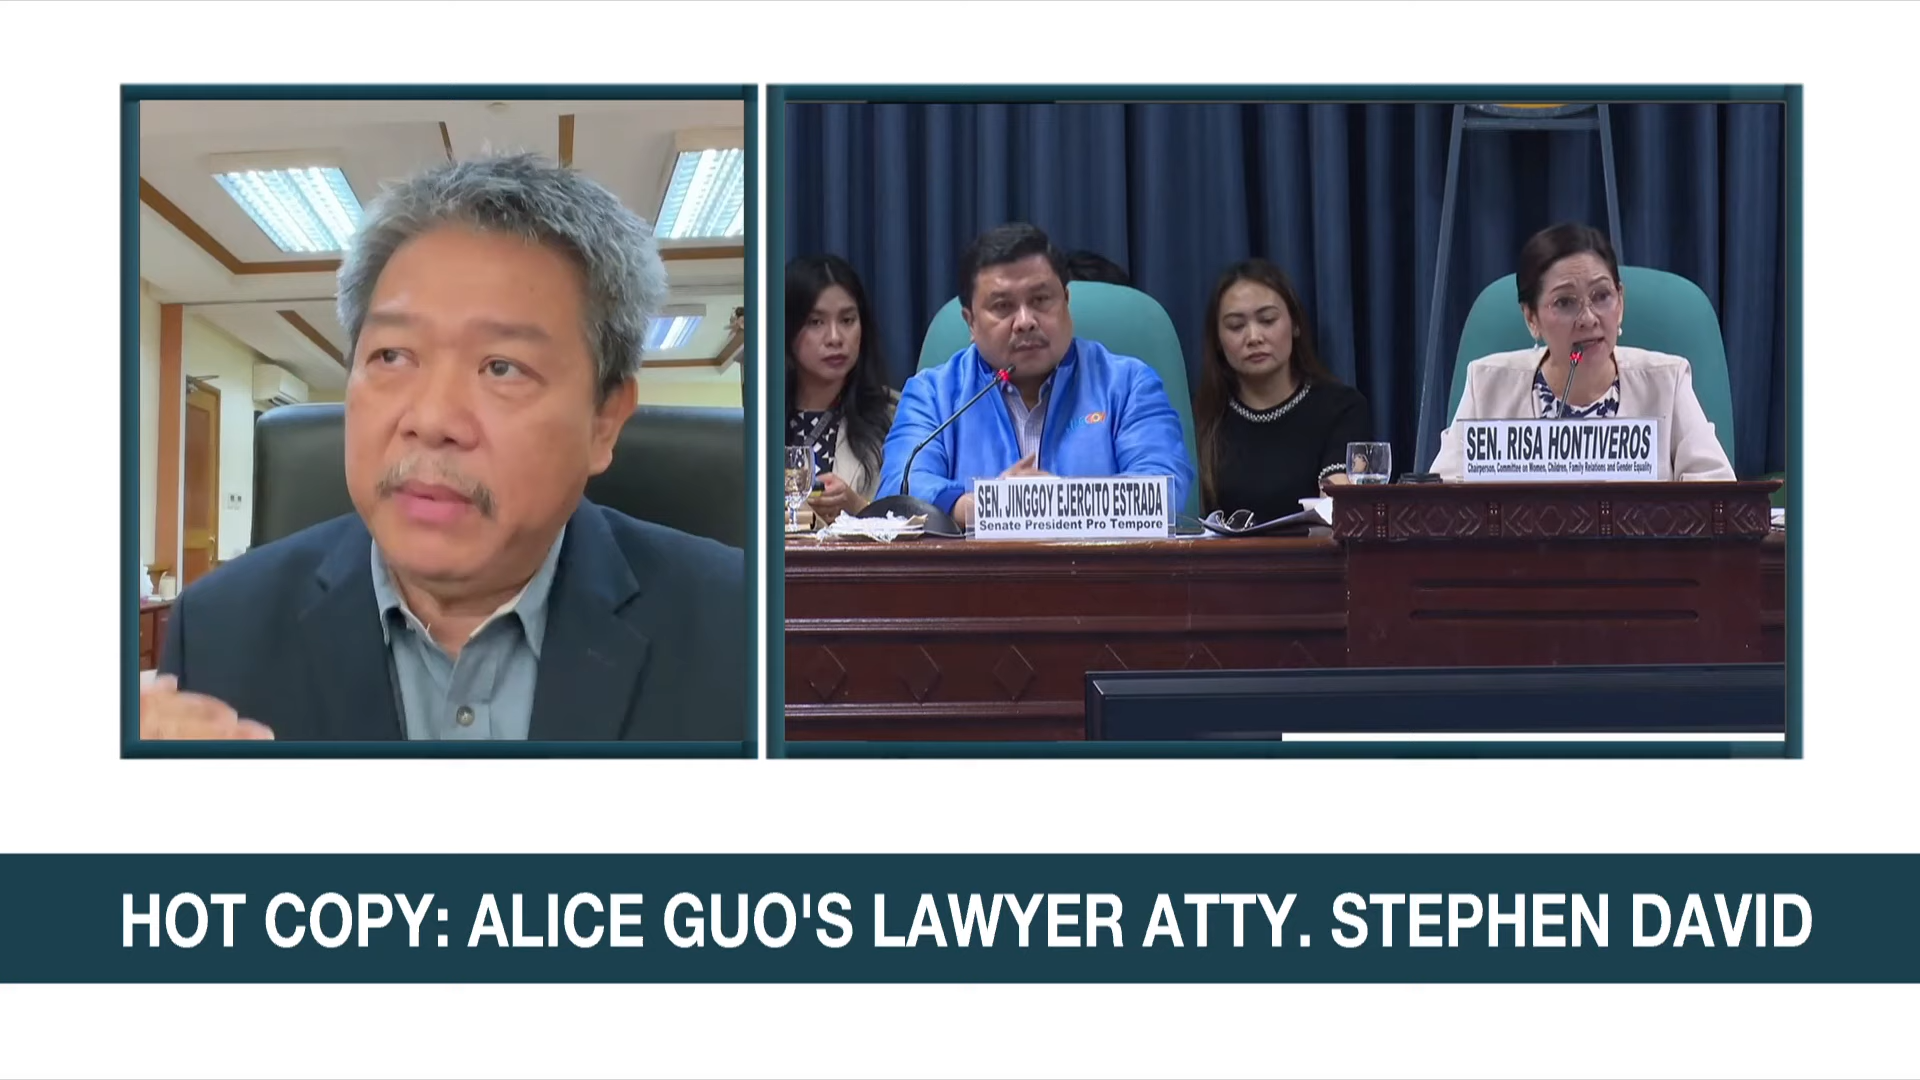 SEN. JINGGOY EJERCITO ESTRADA
Senate President Pro Tempore
SEN. RISA HONTIVEROS
Chairperson, Committee on Women, Children, Family Relations and Gender Equality
HOT COPY: ALICE GUO'S LAWYER ATTY. STEPHEN DAVID